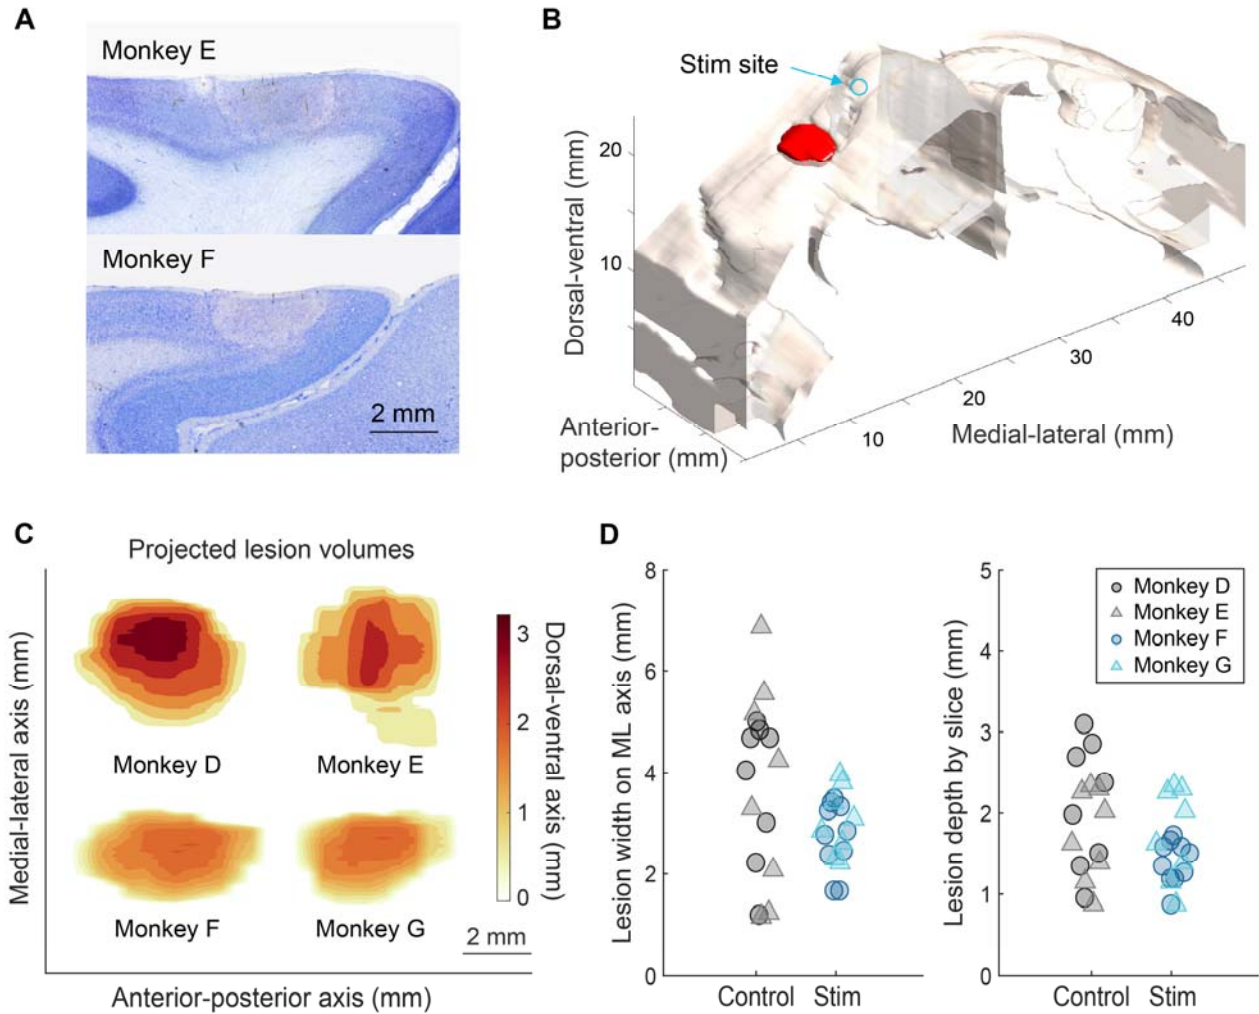 A
Monkey E
Monkey F
2 mm
B
Stim site
Dorsal-ventral (mm)
20
10
Anterior-
posterior (mm)
10
20
30
40
Medial-lateral (mm)
C
Projected lesion volumes
Medial-lateral axis (mm)
Monkey D
Monkey E
Monkey F
Monkey G
3
2
1
0
Dorsal-ventral axis (mm)
2 mm
Anterior-posterior axis (mm)
D
Lesion width on ML axis (mm)
8
6
4
2
0
Control
Stim
Lesion depth by slice (mm)
5
4
3
2
1
0
Control
Stim
Monkey D
Monkey E
Monkey F
Monkey G